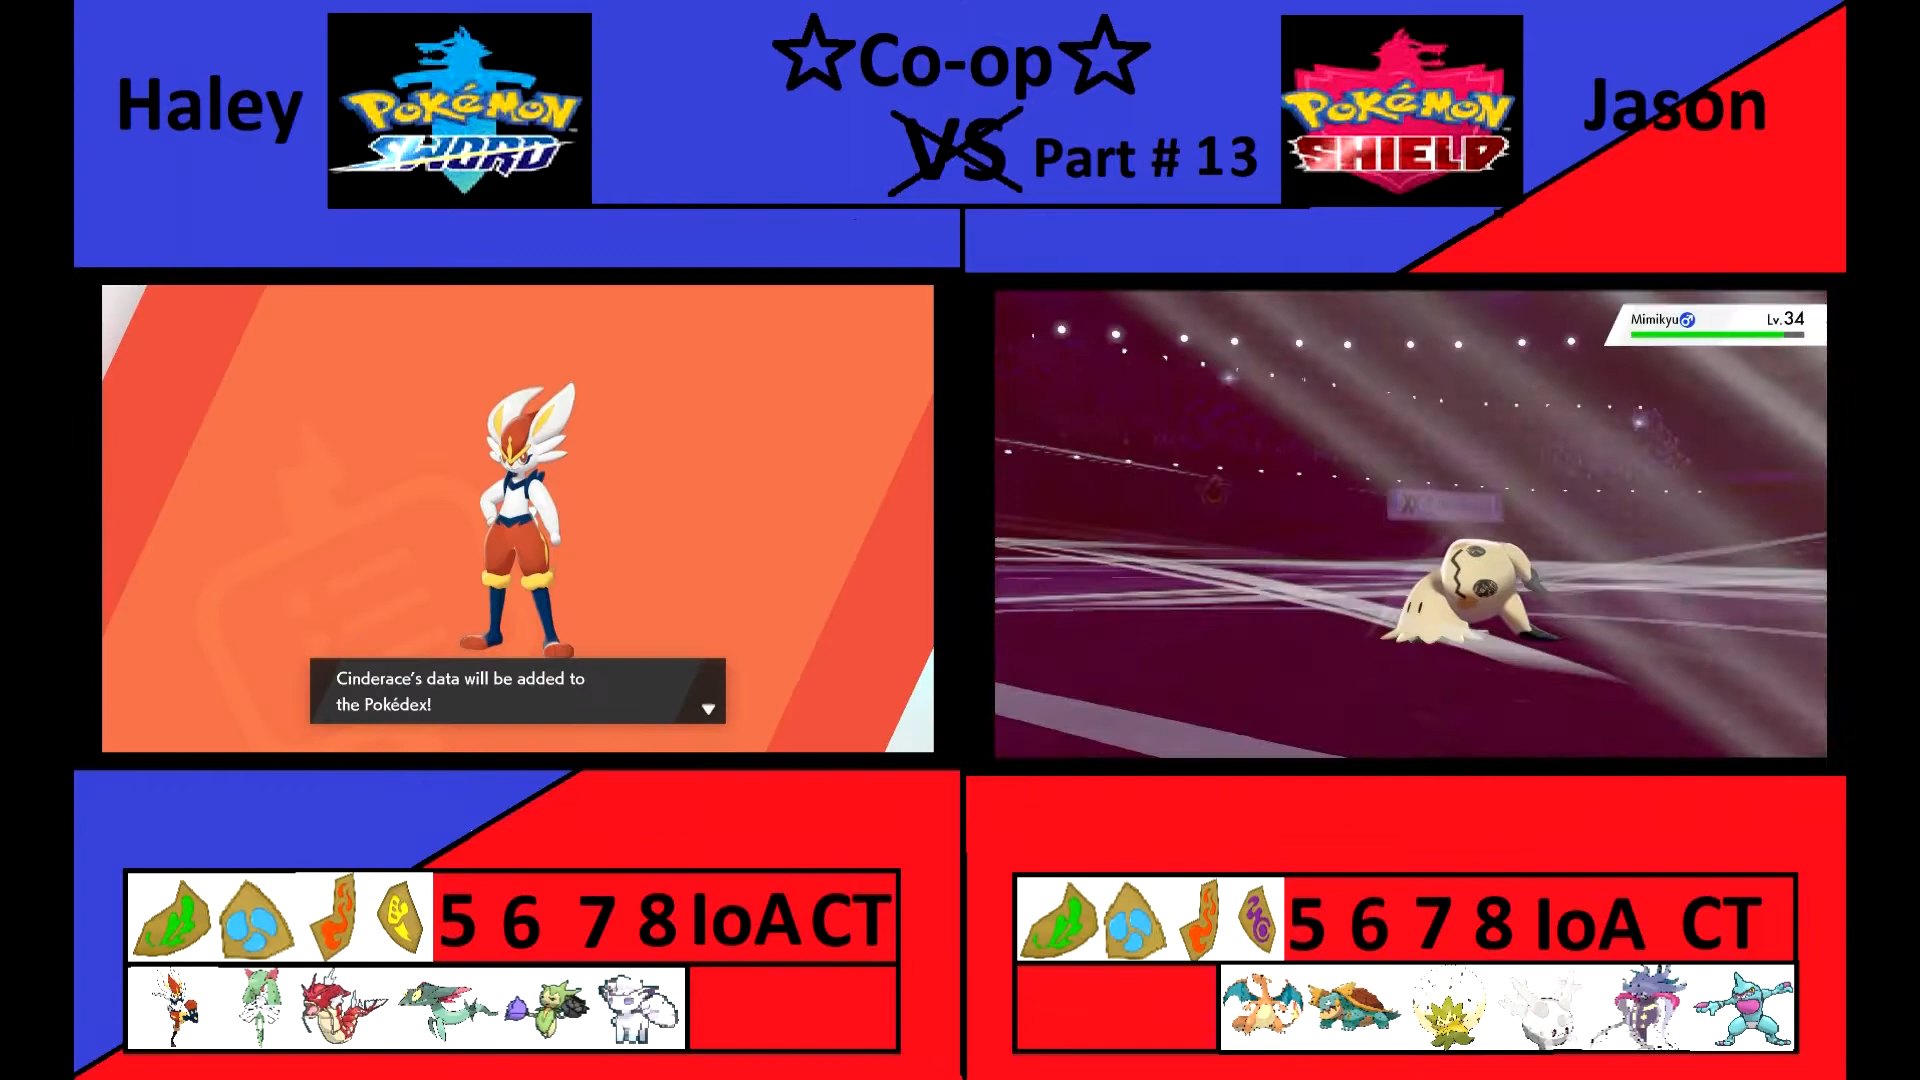 Haley
POKéMON
SWORD
☆Co-op☆
VS Part # 13
POKéMON
SHIELD
Jason
Cinderace's data will be added to
the Pokédex!
Mimikyu♂ Lv. 34
5 6 7 8 IoA CT
5 6 7 8 IoA CT